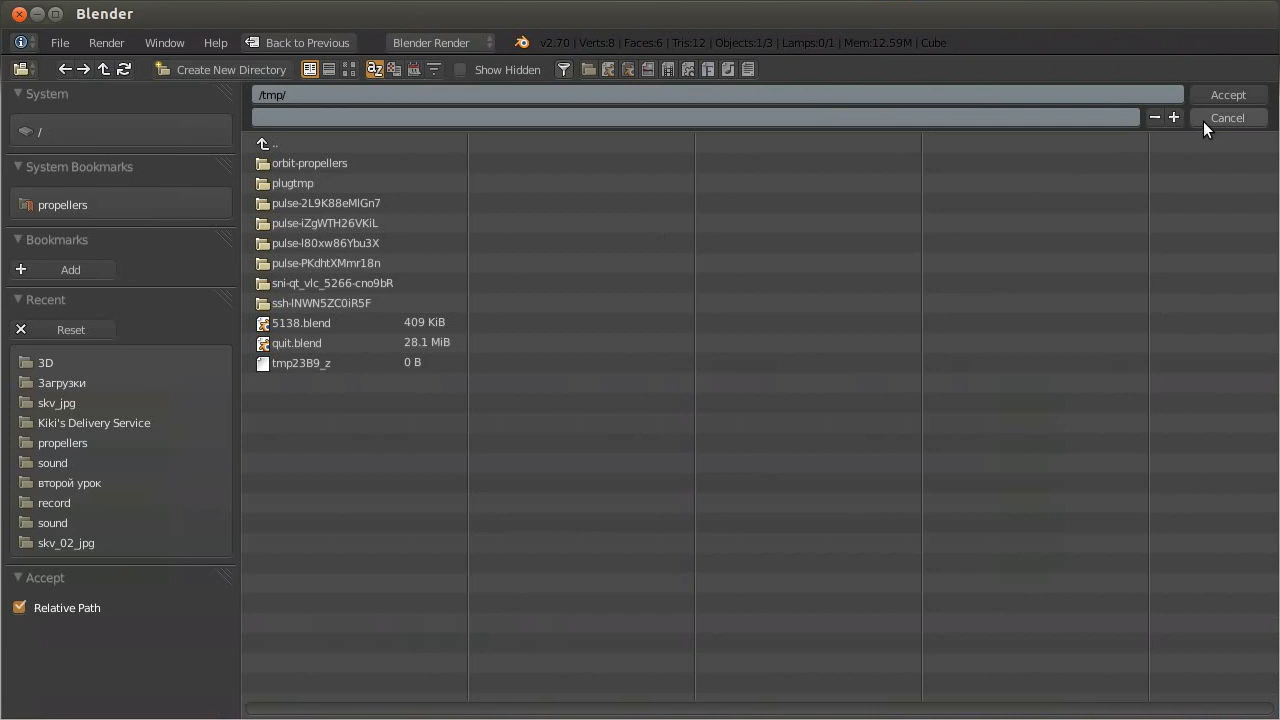 Blender
File Render Window Help Back to Previous Blender Render v2.70 | Verts:8 | Faces:6 | Tris:12 | Objects:1/3 | Lamps:0/1 | Mem:12.59M | Cube
Create New Directory Show Hidden
System
/
System Bookmarks
propellers
Bookmarks
Add
Recent
Reset
3D
Загрузки
skv_jpg
Kiki's Delivery Service
propellers
sound
второй урок
record
sound
skv_02_jpg
Accept
Relative Path
/tmp/ Accept
Cancel
..
orbit-propellers
plugtmp
pulse-2L9K88eMlGn7
pulse-iZgWTH26VKiL
pulse-l80xw86Ybu3X
pulse-PKdhtXMmr18n
sni-qt_vlc_5266-cno9bR
ssh-INWN5ZC0iR5F
5138.blend 409 KiB
quit.blend 28.1 MiB
tmp23B9_z 0 B